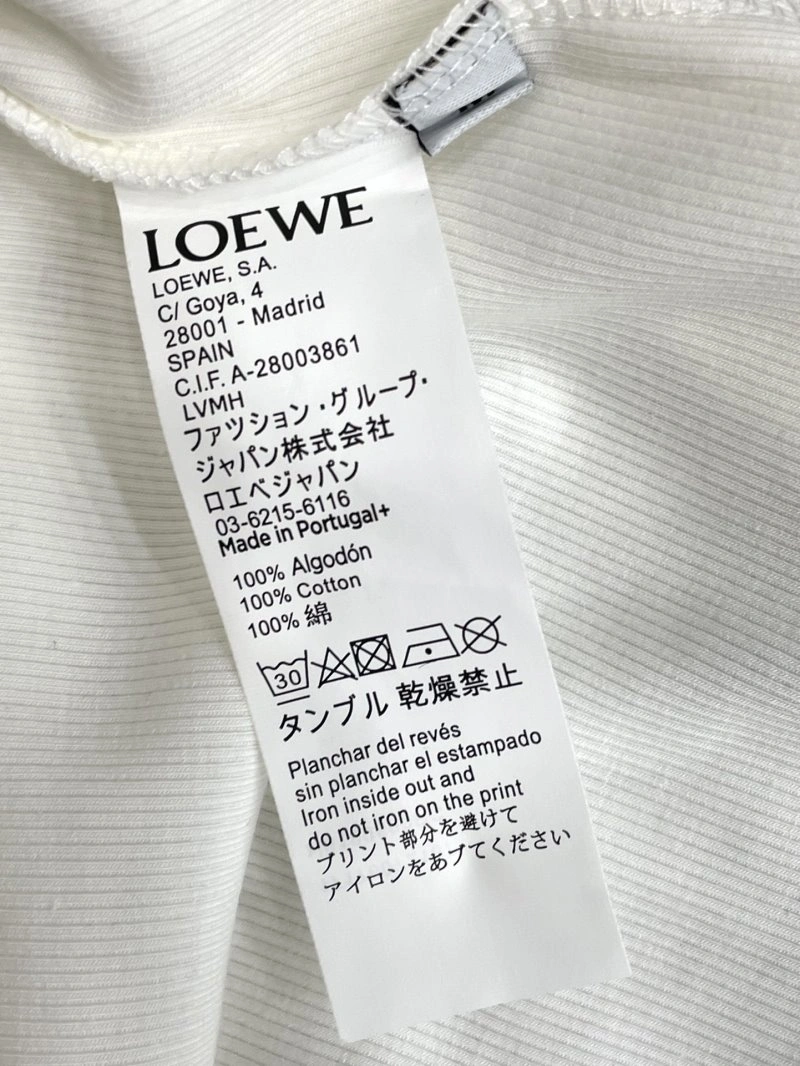 LOEWE
LOEWE, S.A.
C/ Goya, 4
28001 - Madrid
SPAIN
C.I.F. A-28003861
LVMH
ファツション・グループ・
ジャパン株式会社
ロエベジャパン
03-6215-6116
Made in Portugal+
100% Algodón
100% Cotton
100% 綿
30
タンブル 乾燥禁止
Planchar del revés
sin planchar el estampado
Iron inside out and
do not iron on the print
プリント部分を避けて
アイロンをあブてください